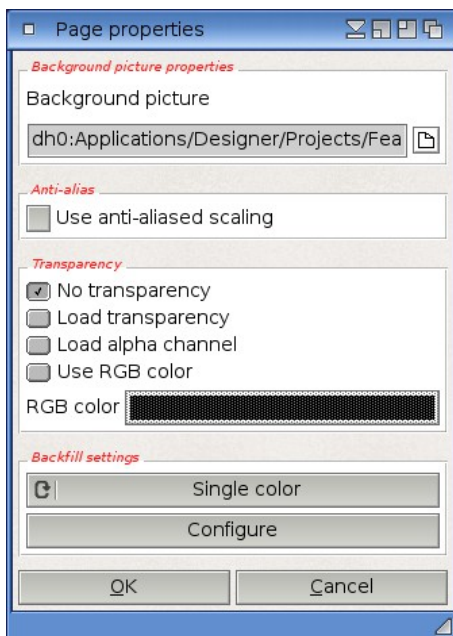 Page properties
Background picture properties
Background picture
dh0:Applications/Designer/Projects/Fea
Anti-alias
Use anti-aliased scaling
Transparency
No transparency
Load transparency
Load alpha channel
Use RGB color
RGB color
Backfill settings
Single color
Configure
OK Cancel